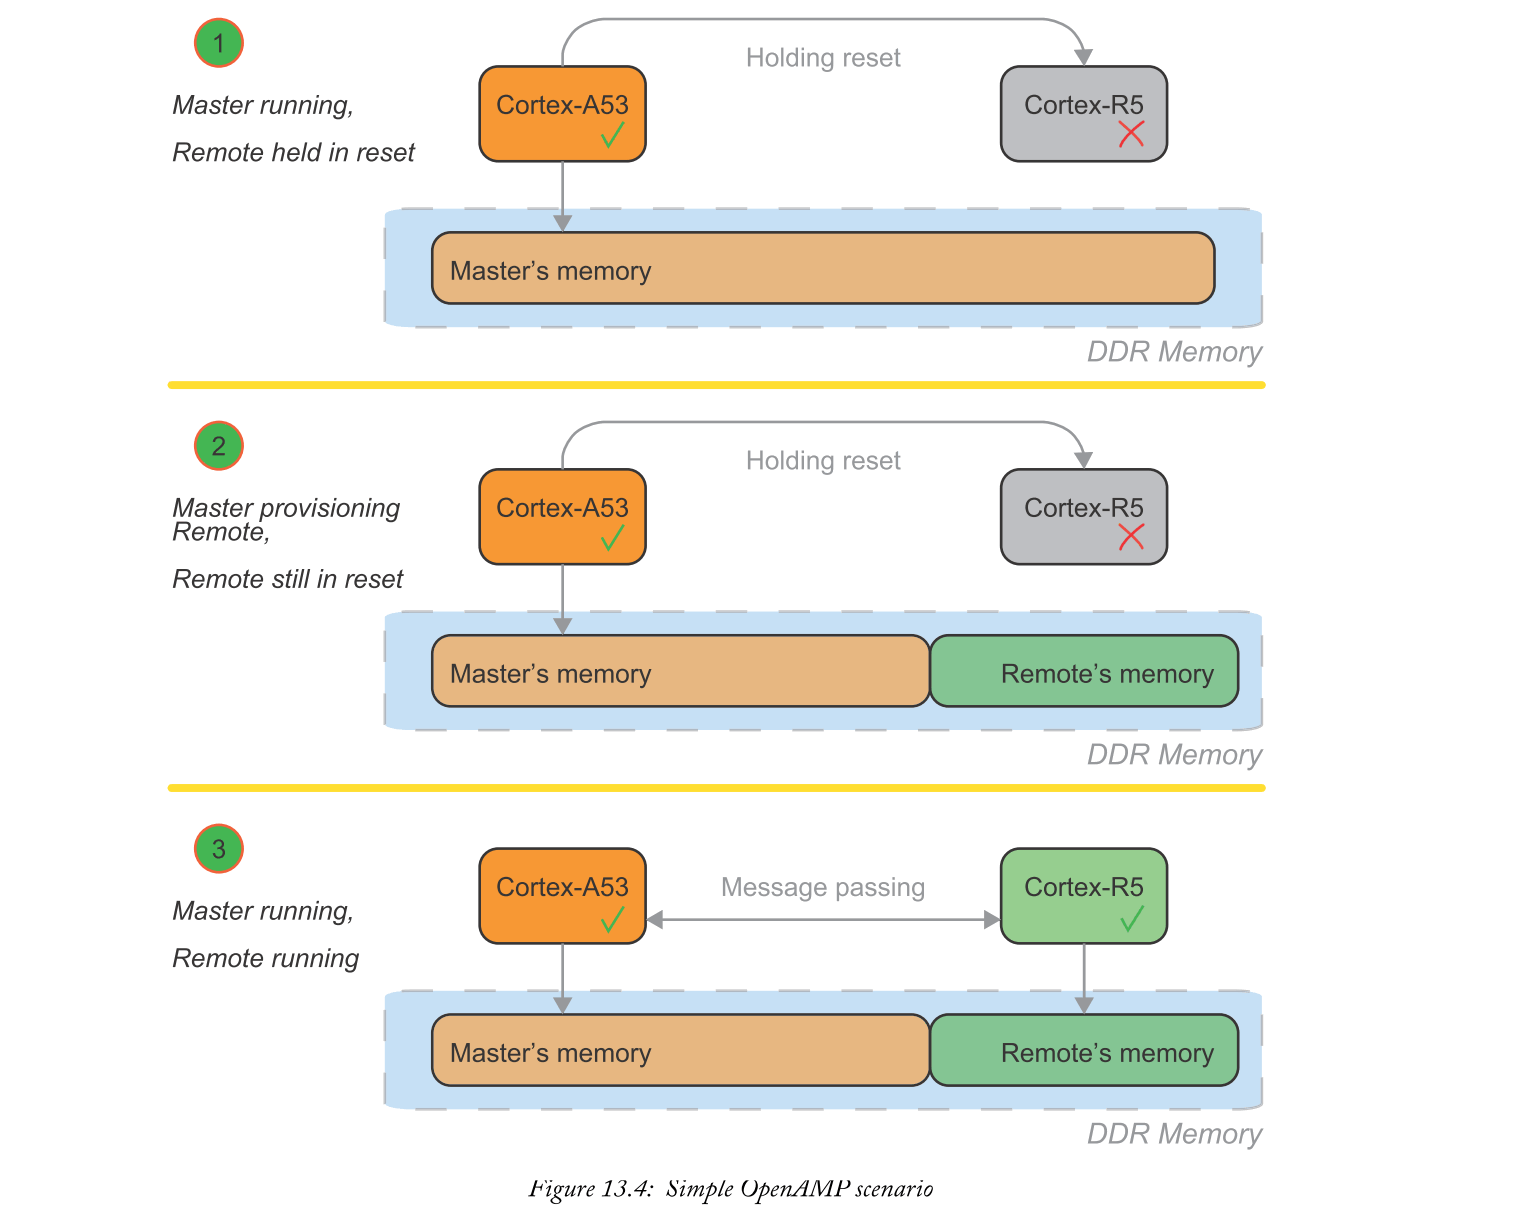 1
Holding reset
Cortex-A53
Cortex-R5
Master running,
Remote held in reset
Master’s memory
DDR Memory
2
Holding reset
Cortex-A53
Cortex-R5
Master provisioning
Remote,
Remote still in reset
Master’s memory
Remote’s memory
DDR Memory
3
Cortex-A53
Message passing
Cortex-R5
Master running,
Remote running
Master’s memory
Remote’s memory
DDR Memory
Figure 13.4: Simple OpenAMP scenario